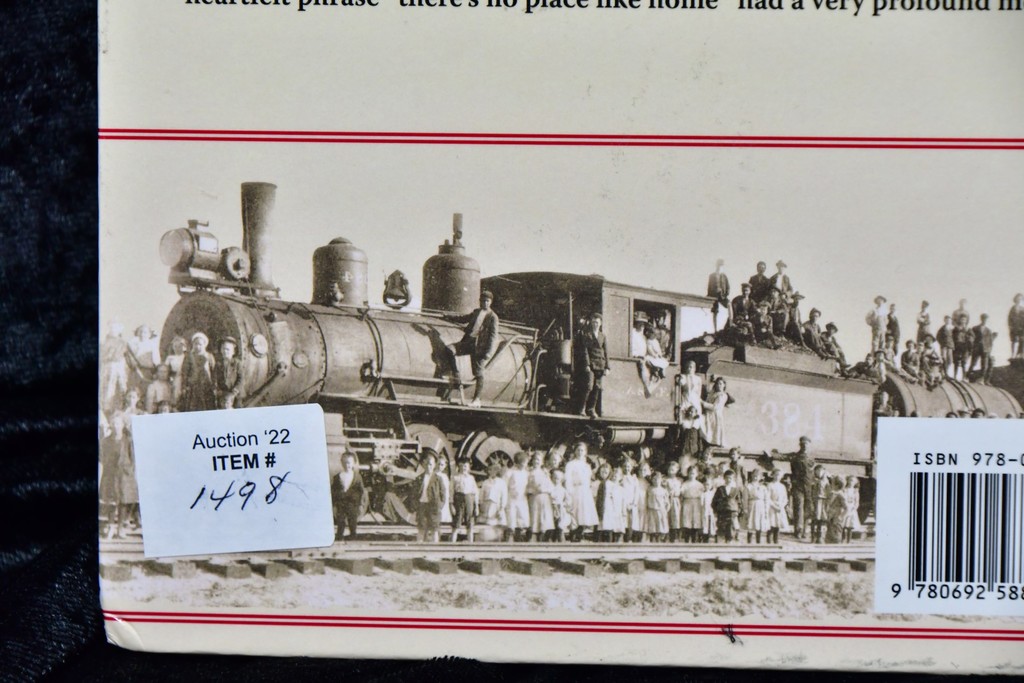 heartfelt phrase "there's no place like home" had a very profound
Auction '22
ITEM #
1498
384
ISBN 978-0
9 780692 588